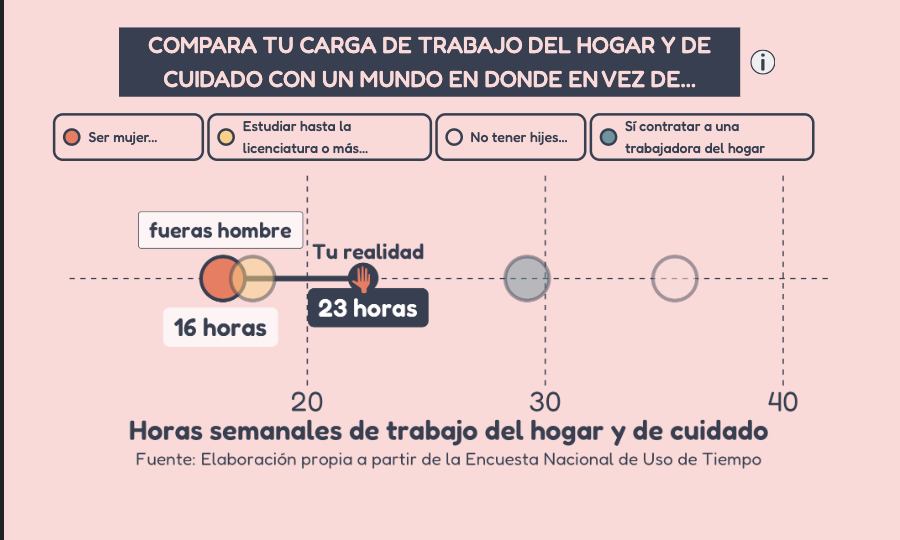 COMPARA TU CARGA DE TRABAJO DEL HOGAR Y DE
CUIDADO CON UN MUNDO EN DONDE EN VEZ DE...
i
Ser mujer...
Estudiar hasta la
licenciatura o más...
No tener hijes...
Sí contratar a una
trabajadora del hogar
fueras hombre
Tu realidad
23 horas
16 horas
20
30
40
Horas semanales de trabajo del hogar y de cuidado
Fuente: Elaboración propia a partir de la Encuesta Nacional de Uso de Tiempo